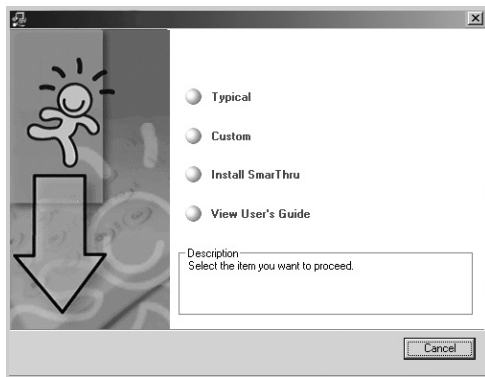 Typical
Custom
Install SmarThru
View User's Guide
Description
Select the item you want to proceed.
Cancel